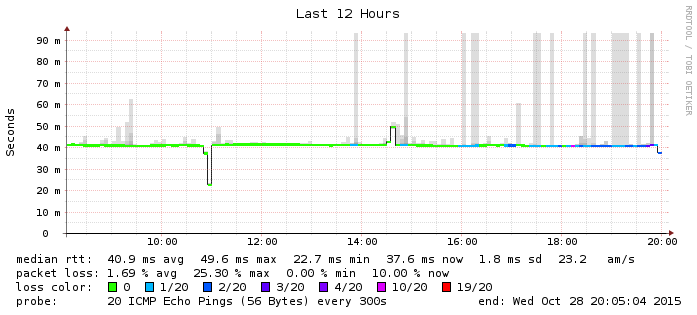 Last 12 Hours
RRDTOOL / TOBI OETIKER
Seconds
90 m
80 m
70 m
60 m
50 m
40 m
30 m
20 m
10 m
0
10:00 12:00 14:00 16:00 18:00 20:00
median rtt: 40.9 ms avg 49.6 ms max 22.7 ms min 37.6 ms now 1.8 ms sd 23.2 am/s
packet loss: 1.69 % avg 25.30 % max 0.00 % min 10.00 % now
loss color: 0 1/20 2/20 3/20 4/20 10/20 19/20
probe: 20 ICMP Echo Pings (56 Bytes) every 300s end: Wed Oct 28 20:05:04 2015